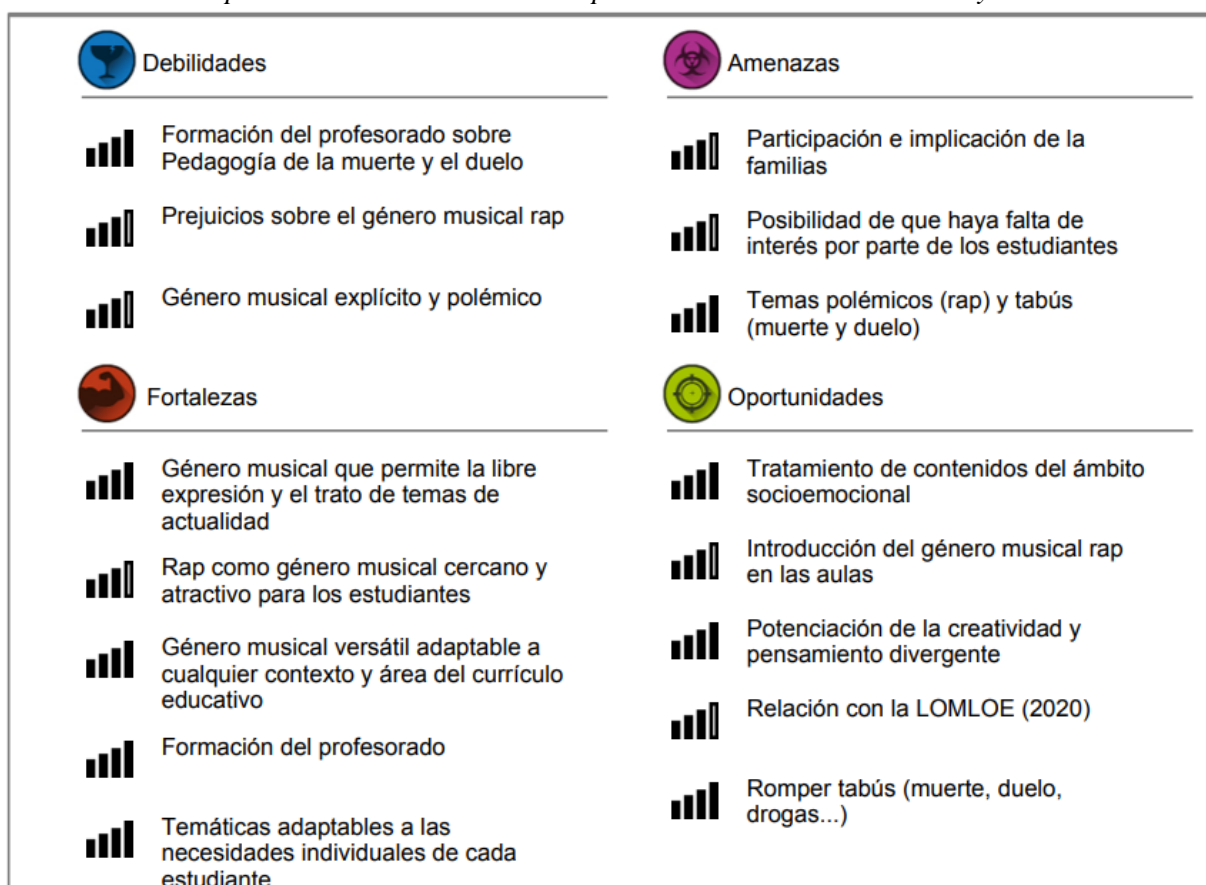 Debilidades
Formación del profesorado sobre
Pedagogía de la muerte y el duelo
Prejuicios sobre el género musical rap
Género musical explícito y polémico
Amenazas
Participación e implicación de la
familias
Posibilidad de que haya falta de
interés por parte de los estudiantes
Temas polémicos (rap) y tabús
(muerte y duelo)
Fortalezas
Género musical que permite la libre
expresión y el trato de temas de
actualidad
Rap como género musical cercano y
atractivo para los estudiantes
Género musical versátil adaptable a
cualquier contexto y área del currículo
educativo
Formación del profesorado
Temáticas adaptables a las
necesidades individuales de cada
estudiante
Oportunidades
Tratamiento de contenidos del ámbito
socioemocional
Introducción del género musical rap
en las aulas
Potenciación de la creatividad y
pensamiento divergente
Relación con la LOMLOE (2020)
Romper tabús (muerte, duelo,
drogas...)